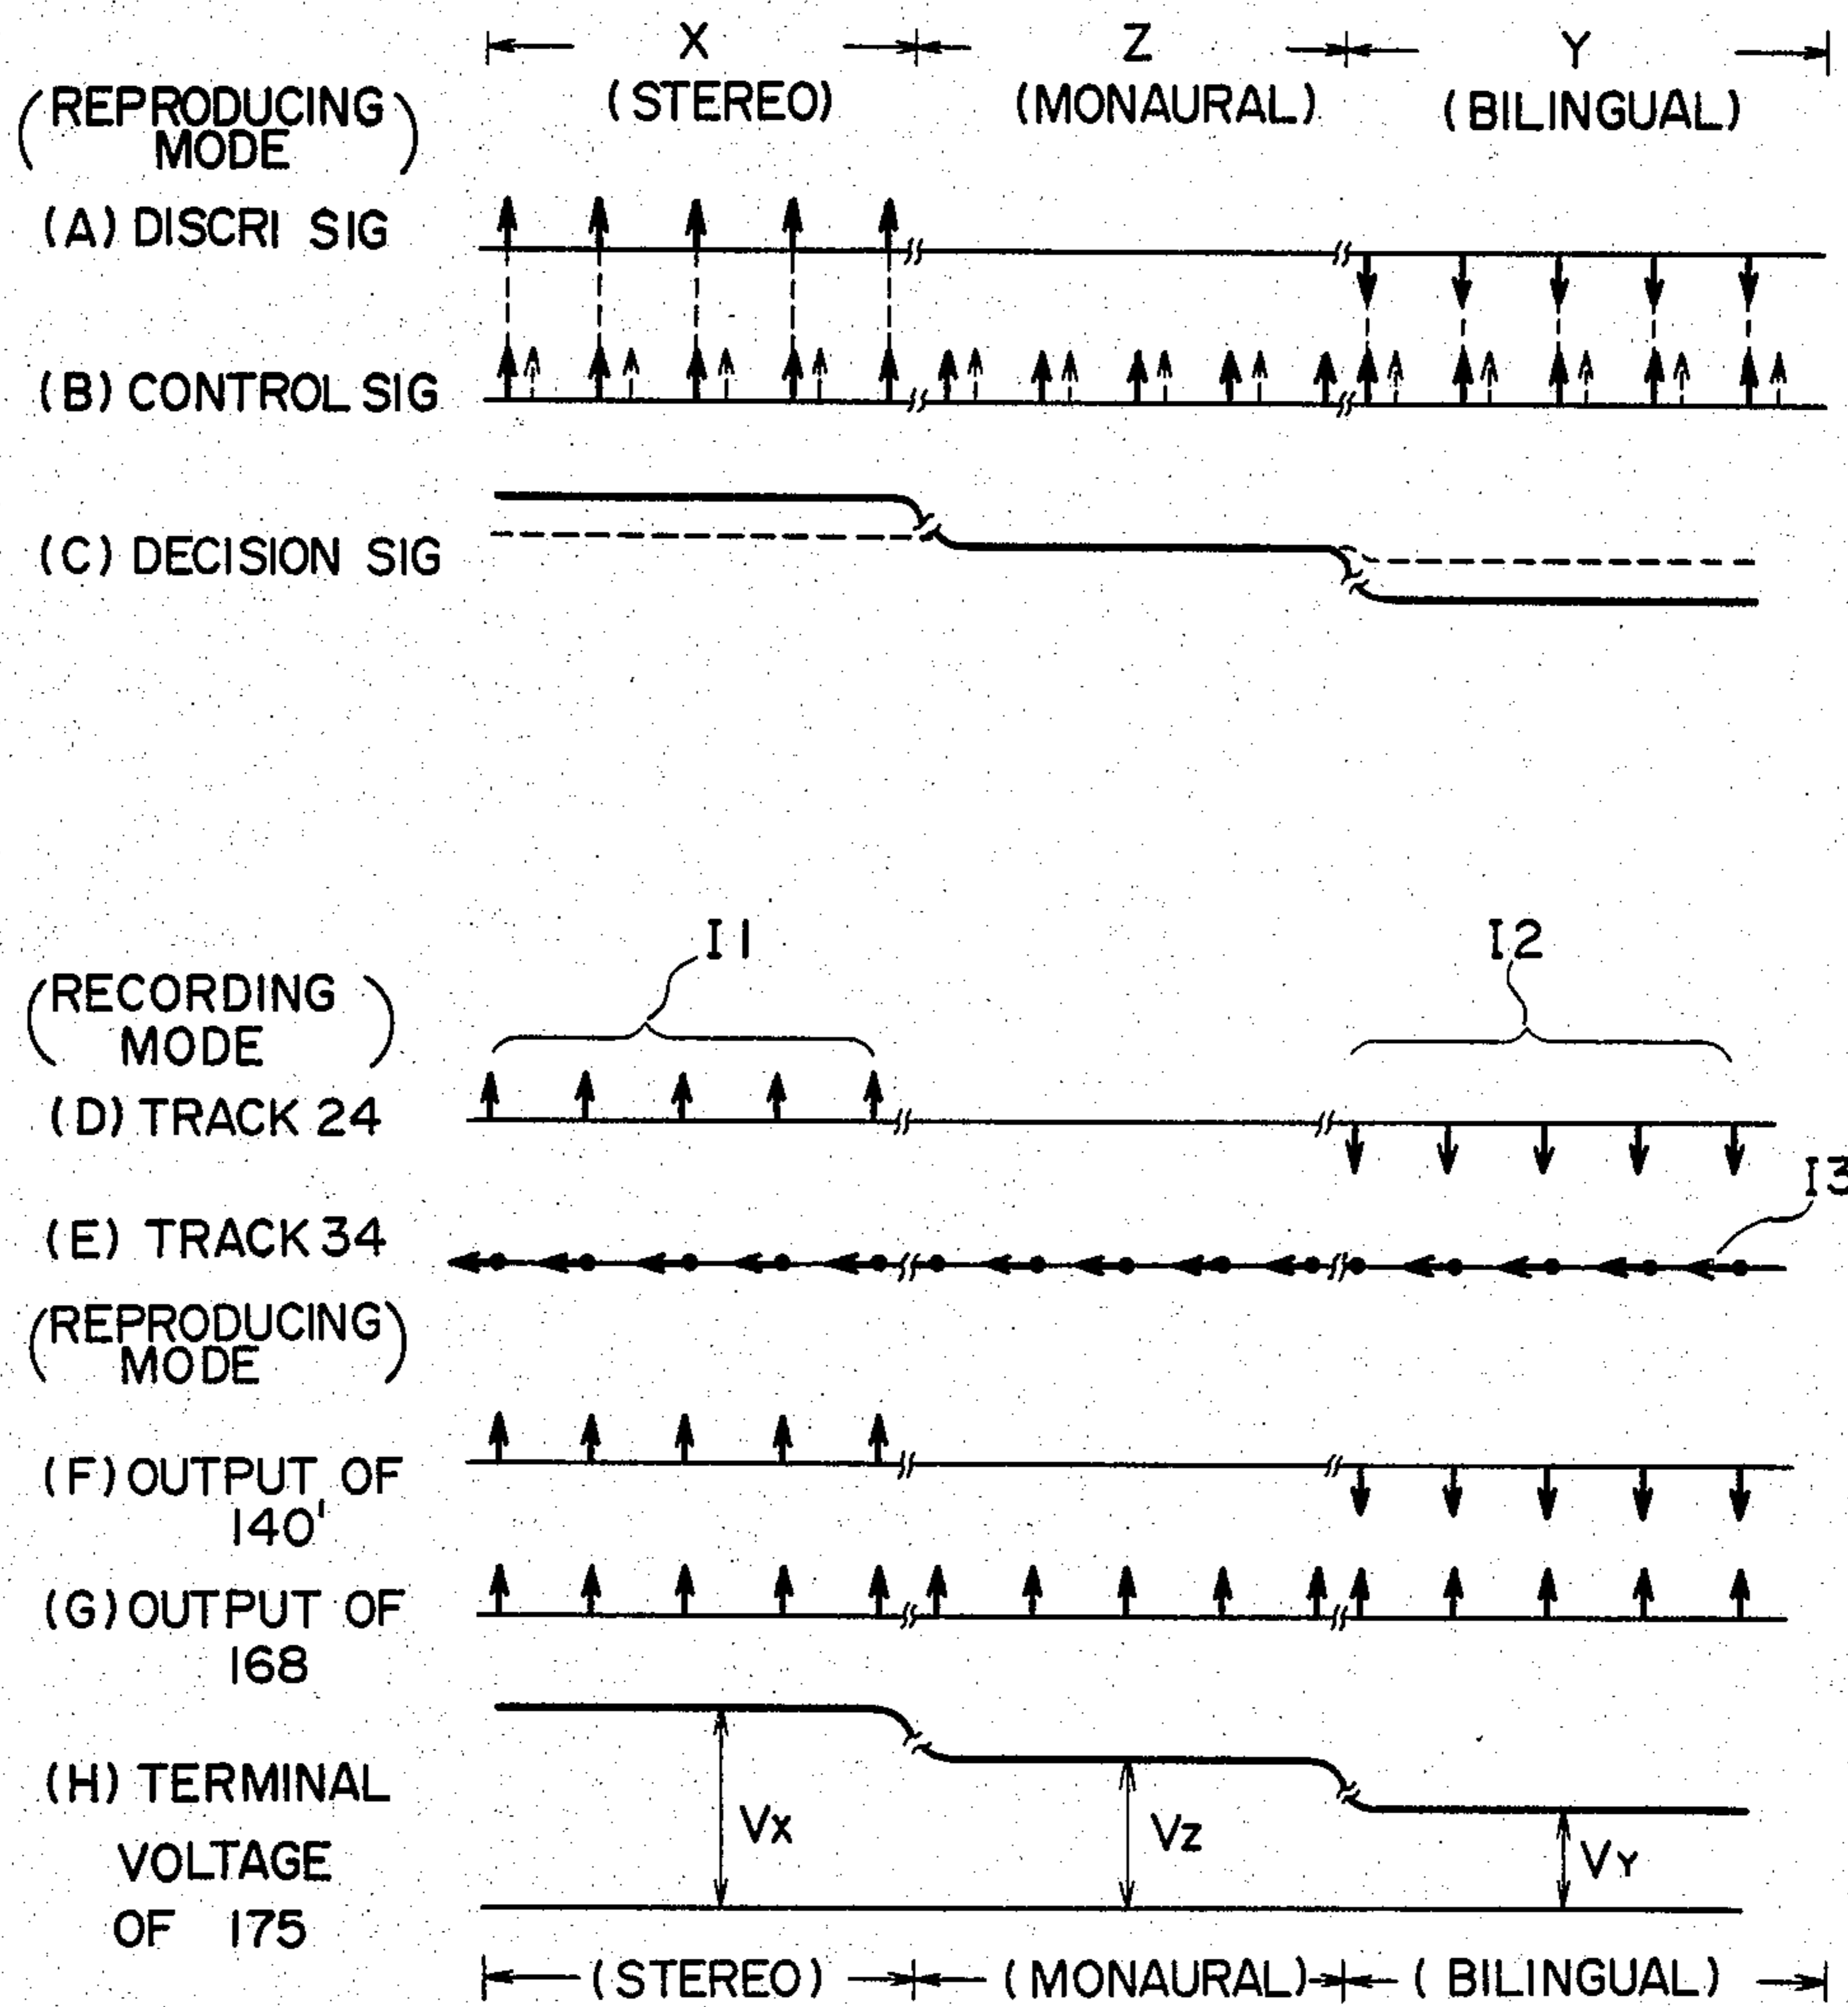 X Z Y
(REPRODUCING MODE) (STEREO) (MONAURAL) (BILINGUAL)
(A) DISCRI SIG
(B) CONTROL SIG
(C) DECISION SIG
I1 I2
(RECORDING
MODE)
(D) TRACK 24
I3
(E) TRACK 34
(REPRODUCING
MODE)
(F) OUTPUT OF
140'
(G) OUTPUT OF
168
(H) TERMINAL
VOLTAGE
OF 175
Vx Vz VY
(STEREO) (MONAURAL) (BILINGUAL)